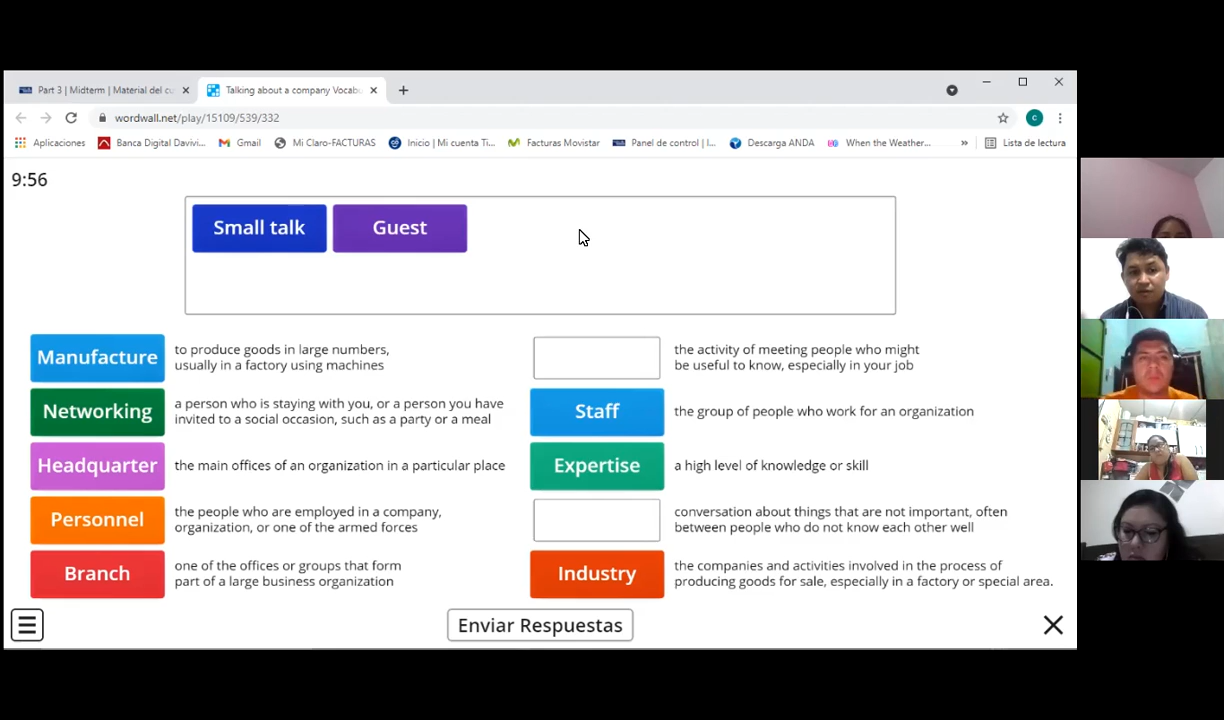 Part 3 | Midterm | Material del cu
Talking about a company Vocabu
wordwall.net/play/15109/539/332
Aplicaciones
Banca Digital Davivi...
Gmail
Mi Claro-FACTURAS
Inicio | Mi cuenta Ti...
Facturas Movistar
Panel de control | I...
Descarga ANDA
When the Weather...
»
Lista de lectura
9:56
Small talk
Guest
Manufacture
to produce goods in large numbers,
usually in a factory using machines
the activity of meeting people who might
be useful to know, especially in your job
Networking
a person who is staying with you, or a person you have
invited to a social occasion, such as a party or a meal
Staff
the group of people who work for an organization
Headquarter
the main offices of an organization in a particular place
Expertise
a high level of knowledge or skill
Personnel
the people who are employed in a company,
organization, or one of the armed forces
conversation about things that are not important, often
between people who do not know each other well
Branch
one of the offices or groups that form
part of a large business organization
Industry
the companies and activities involved in the process of
producing goods for sale, especially in a factory or special area.
Enviar Respuestas